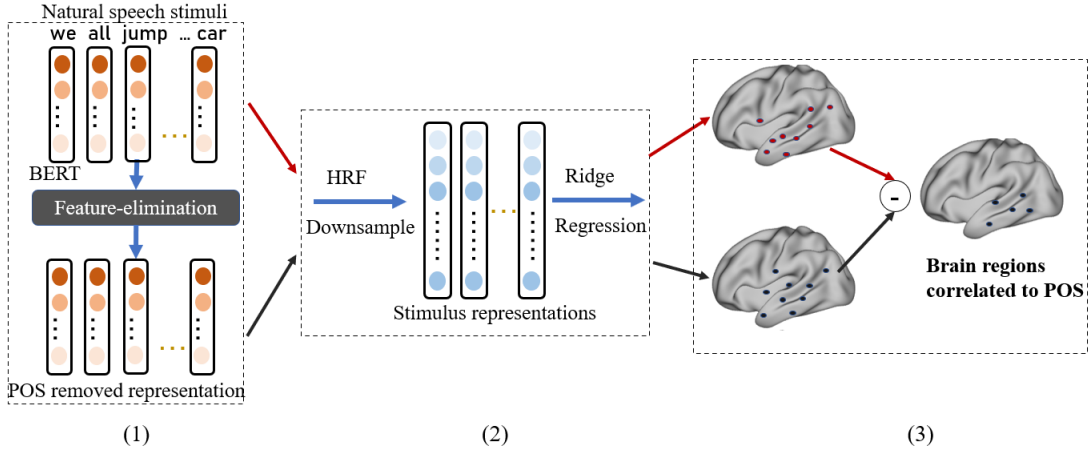 Natural speech stimuli
we all jump ... car
BERT
Feature-elimination
POS removed representation
(1)
HRF
Downsample
Ridge
Regression
Stimulus representations
(2)
-
Brain regions
correlated to POS
(3)